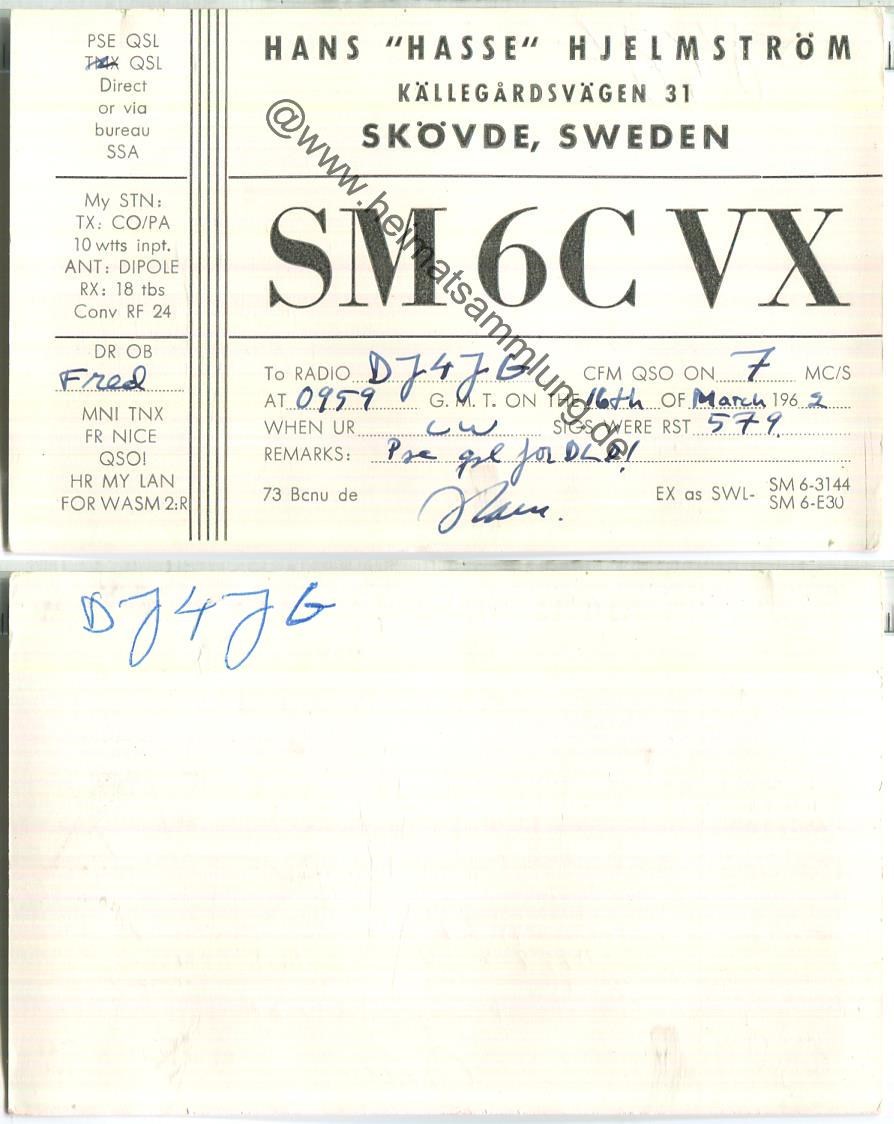 PSE QSL
TNX QSL
Direct
or via
bureau
SSA
My STN:
TX: CO/PA
10 wtts inpt.
ANT: DIPOLE
RX: 18 tbs
Conv RF 24
DR OB
Fred
MNI TNX
FR NICE
QSO!
HR MY LAN
FOR WASM 2:R
HANS "HASSE" HJELMSTRÖM
KÄLLEGÅRDSVÄGEN 31
SKÖVDE, SWEDEN
SM6CVX
To RADIO DJ4JG CFM QSO ON 7 MC/S
AT 0959 G. M. T. ON THE 16th OF March 1962
WHEN UR cw SIGS WERE RST 579
REMARKS: Pse qsl for DLD!
73 Bcnu de EX as SWL- SM 6-3144
SM 6-E30
@www.heimatsammlung.de
DJ4JG